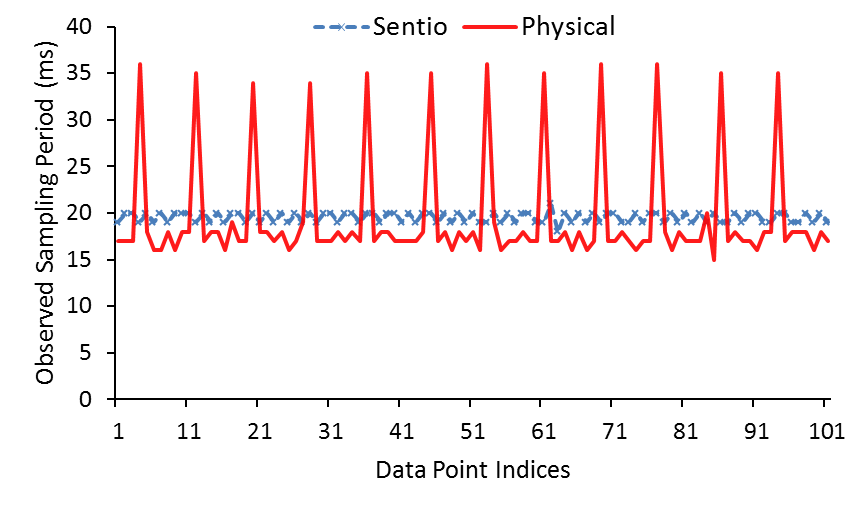 Sentio Physical
Observed Sampling Period (ms)
40
35
30
25
20
15
10
5
0
1 11 21 31 41 51 61 71 81 91 101
Data Point Indices